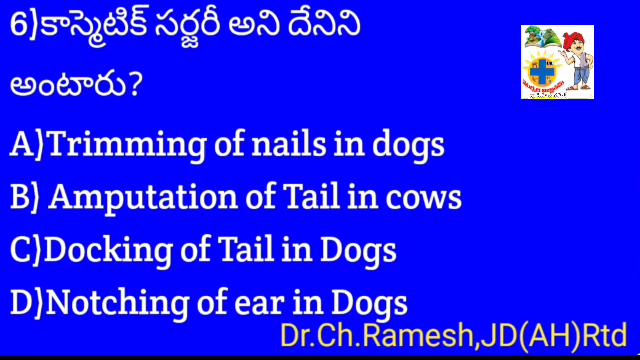 6)కాస్మెటిక్ సర్జరీ అని దేనిని
అంటారు?
A)Trimming of nails in dogs
B) Amputation of Tail in cows
C)Docking of Tail in Dogs
D)Notching of ear in Dogs
Dr.Ch.Ramesh,JD(AH)Rtd